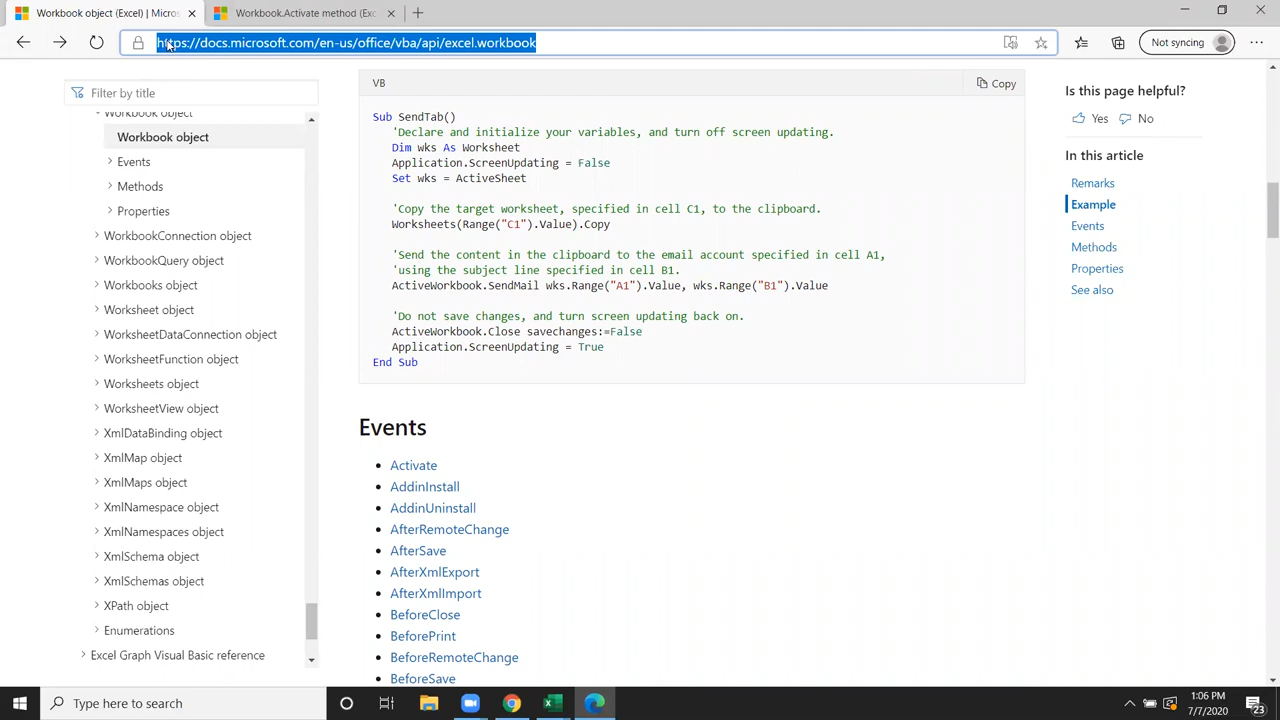 Workbook object (Excel) | Micros
Workbook.Activate method (Exc
https://docs.microsoft.com/en-us/office/vba/api/excel.workbook
Not syncing
Filter by title
Workbook object
Workbook object
Events
Methods
Properties
WorkbookConnection object
WorkbookQuery object
Workbooks object
Worksheet object
WorksheetDataConnection object
WorksheetFunction object
Worksheets object
WorksheetView object
XmlDataBinding object
XmlMap object
XmlMaps object
XmlNamespace object
XmlNamespaces object
XmlSchema object
XmlSchemas object
XPath object
Enumerations
Excel Graph Visual Basic reference
VB
Copy
Sub SendTab()
'Declare and initialize your variables, and turn off screen updating.
Dim wks As Worksheet
Application.ScreenUpdating = False
Set wks = ActiveSheet
'Copy the target worksheet, specified in cell C1, to the clipboard.
Worksheets(Range("C1").Value).Copy
'Send the content in the clipboard to the email account specified in cell A1,
'using the subject line specified in cell B1.
ActiveWorkbook.SendMail wks.Range("A1").Value, wks.Range("B1").Value
'Do not save changes, and turn screen updating back on.
ActiveWorkbook.Close savechanges:=False
Application.ScreenUpdating = True
End Sub
Events
Activate
AddinInstall
AddinUninstall
AfterRemoteChange
AfterSave
AfterXmlExport
AfterXmlImport
BeforeClose
BeforePrint
BeforeRemoteChange
BeforeSave
Is this page helpful?
Yes
No
In this article
Remarks
Example
Events
Methods
Properties
See also
Type here to search
1:06 PM
7/7/2020
23